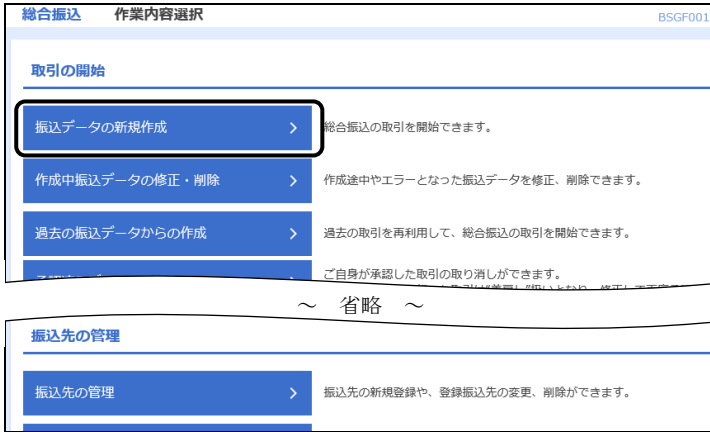 総合振込 作業内容選択 BSGF001
取引の開始
振込データの新規作成 総合振込の取引を開始できます。
作成中振込データの修正・削除 作成途中やエラーとなった振込データを修正、削除できます。
過去の振込データからの作成 過去の取引を再利用して、総合振込の取引を開始できます。
ご自身が承認した取引の取り消しができます。
~ 省略 ~
振込先の管理
振込先の管理 振込先の新規登録や、登録振込先の変更、削除ができます。